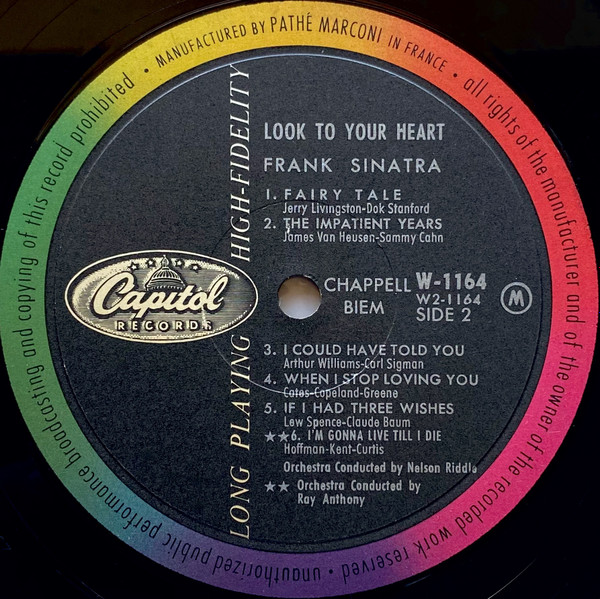 • MANUFACTURED BY PATHÉ MARCONI IN FRANCE • all rights of the manufacturer and of the owner of the recorded work reserved • unauthorized public performance broadcasting and copying of this record prohibited
LONG PLAYING HIGH-FIDELITY
Capitol
RECORDS
LOOK TO YOUR HEART
FRANK SINATRA
1. FAIRY TALE
Jerry Livingston-Dok Stanford
2. THE IMPATIENT YEARS
James Van Heusen-Sammy Cahn
CHAPPELL W-1164
BIEM W2-1164
SIDE 2
M
3. I COULD HAVE TOLD YOU
Arthur Williams-Carl Sigman
4. WHEN I STOP LOVING YOU
Cates-Copeland-Greene
5. IF I HAD THREE WISHES
Lew Spence-Claude Baum
★★6. I'M GONNA LIVE TILL I DIE
Hoffman-Kent-Curtis
Orchestra Conducted by Nelson Riddle
★★ Orchestra Conducted by
Ray Anthony